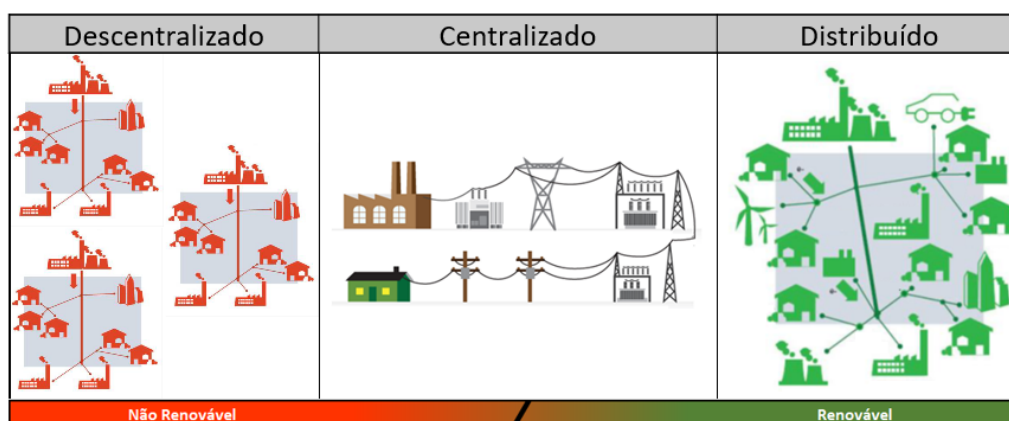 Descentralizado
Centralizado
Distribuído
Não Renovável
Renovável